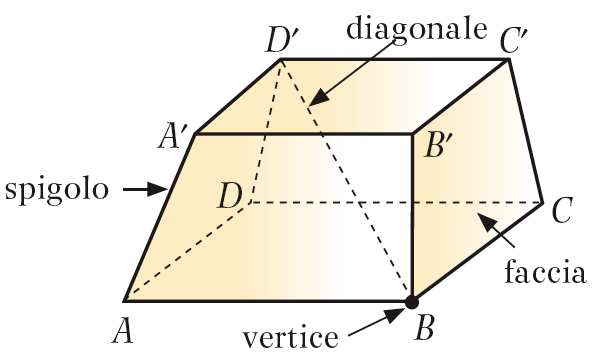 diagonale
D′
C′
A′
B′
spigolo
D
C
faccia
A
vertice
B